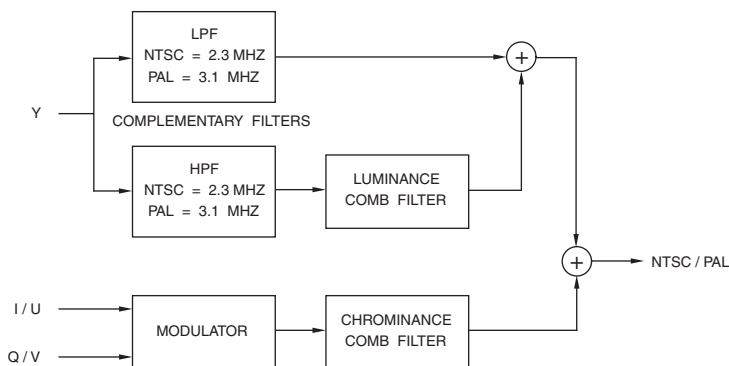 LPF
NTSC = 2.3 MHZ
PAL = 3.1 MHZ
+
Y
COMPLEMENTARY FILTERS
HPF
NTSC = 2.3 MHZ
PAL = 3.1 MHZ
LUMINANCE
COMB FILTER
+
NTSC / PAL
I / U
Q / V
MODULATOR
CHROMINANCE
COMB FILTER